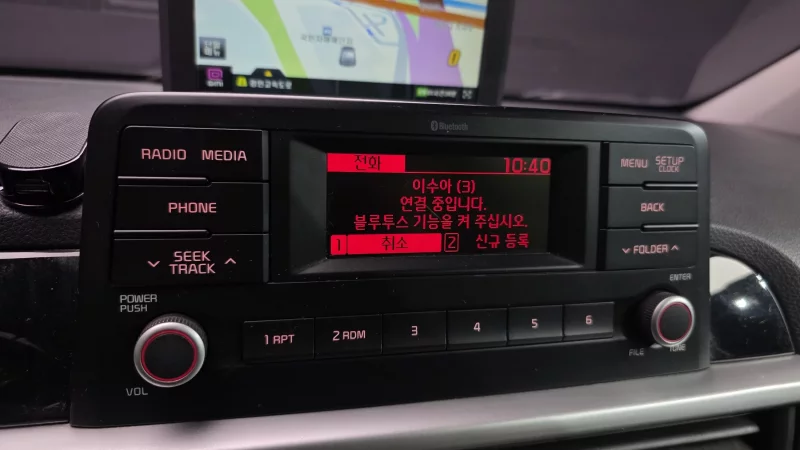 Bluetooth
RADIO MEDIA
PHONE
SEEK
TRACK
POWER
PUSH
VOL
전화 10:40
이수아 (3)
연결 중입니다.
블루투스 기능을 켜 주십시오.
1 취소 2 신규 등록
MENU SETUP
CLOCK
BACK
FOLDER
ENTER
1 RPT 2 RDM 3 4 5 6
FILE TUNE